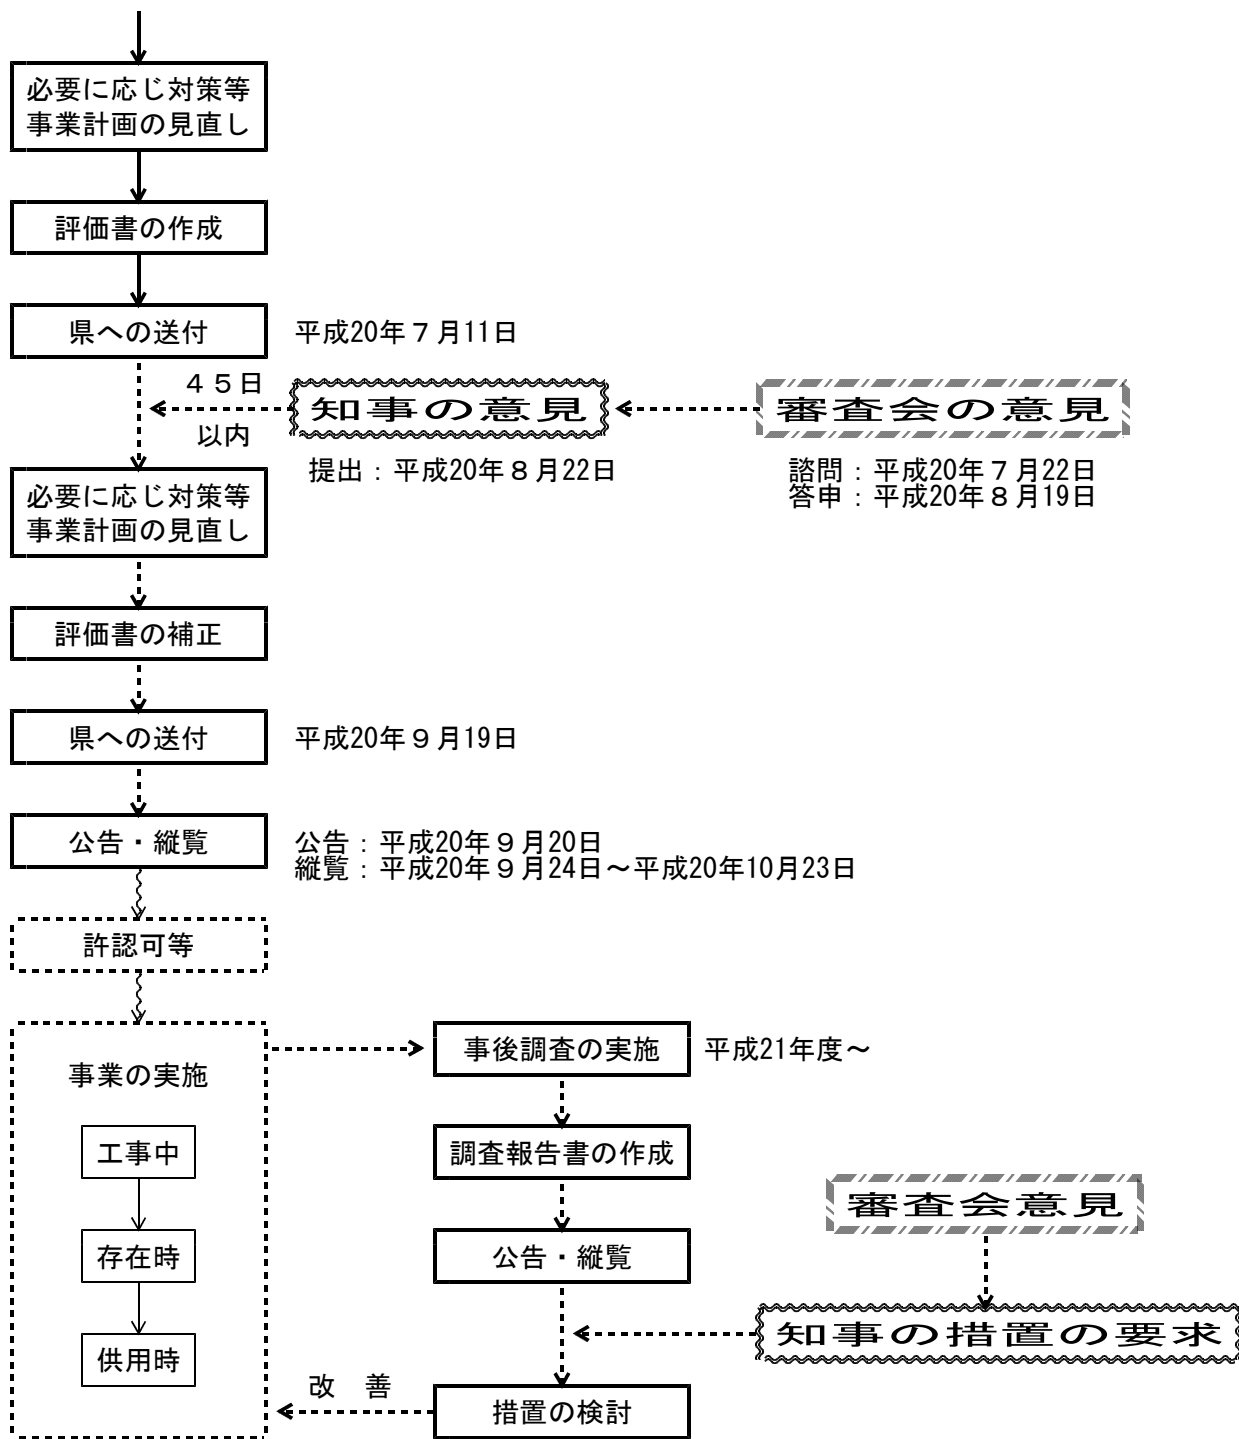 必要に応じ対策等
事業計画の見直し
評価書の作成
県への送付
平成20年７月11日
４５日
以内
知事の意見
審査会の意見
提出：平成20年８月22日
諮問：平成20年７月22日
答申：平成20年８月19日
必要に応じ対策等
事業計画の見直し
評価書の補正
県への送付
平成20年９月19日
公告・縦覧
公告：平成20年９月20日
縦覧：平成20年９月24日～平成20年10月23日
許認可等
事業の実施
工事中
存在時
供用時
事後調査の実施
平成21年度～
調査報告書の作成
公告・縦覧
審査会意見
知事の措置の要求
措置の検討
改　善